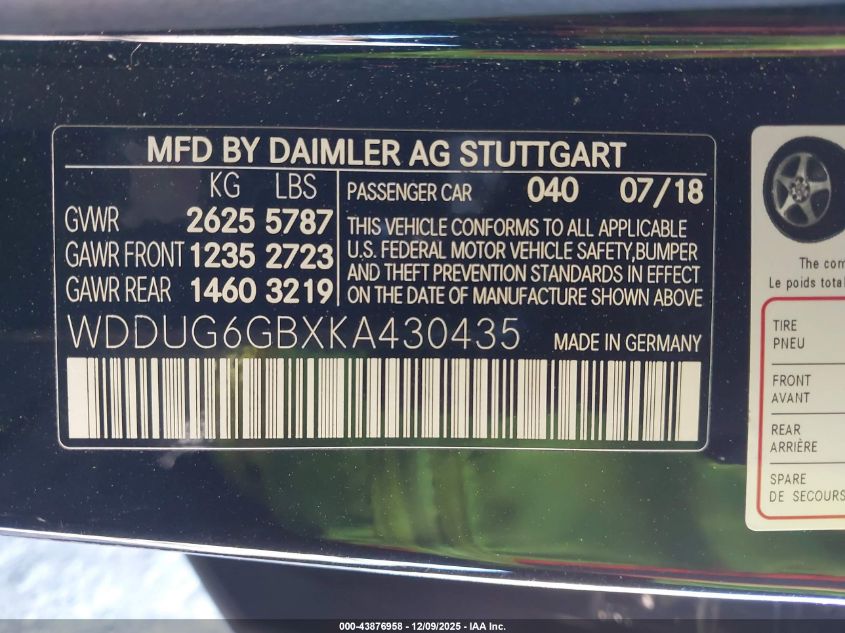 MFD BY DAIMLER AG STUTTGART
KG LBS
GVWR 2625 5787
GAWR FRONT 1235 2723
GAWR REAR 1460 3219
PASSENGER CAR 040 07/18
THIS VEHICLE CONFORMS TO ALL APPLICABLE
U.S. FEDERAL MOTOR VEHICLE SAFETY,BUMPER
AND THEFT PREVENTION STANDARDS IN EFFECT
ON THE DATE OF MANUFACTURE SHOWN ABOVE
WDDUG6GBXKA430435 MADE IN GERMANY
The com
Le poids total
TIRE
PNEU
FRONT
AVANT
REAR
ARRIÈRE
SPARE
DE SECOURS
000-43876958 - 12/09/2025 - IAA Inc.